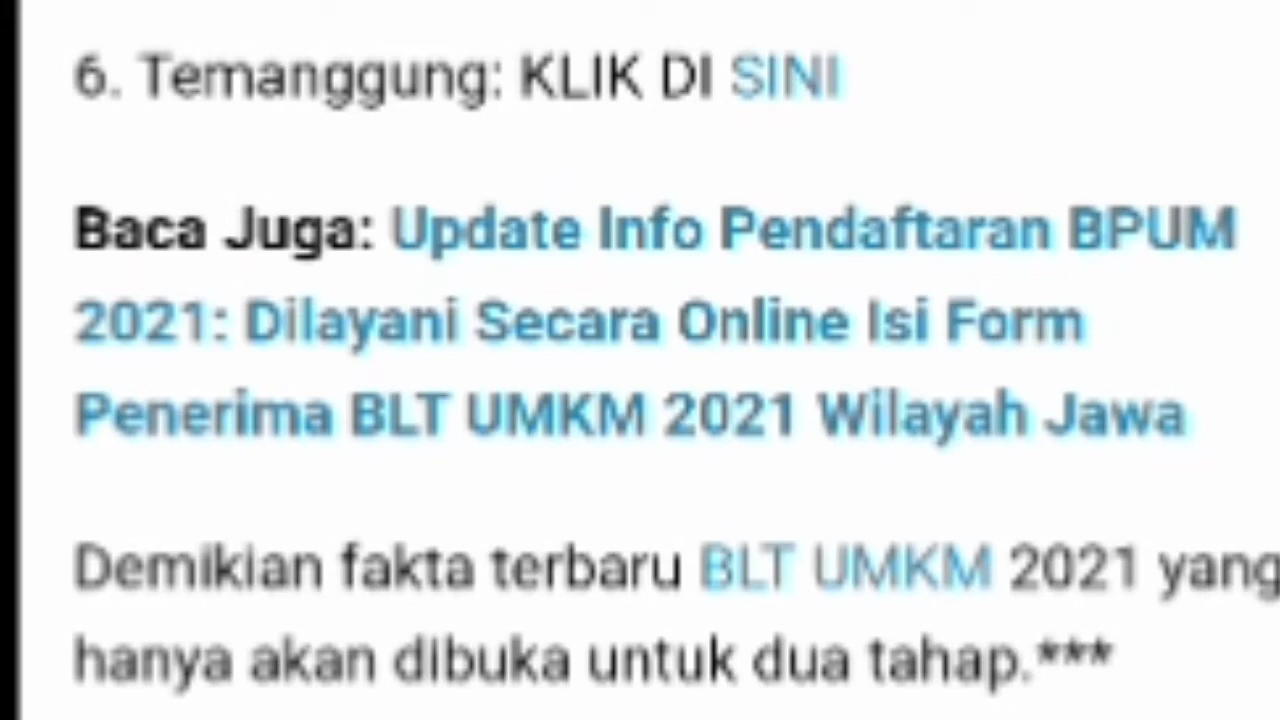 6. Temanggung: KLIK DI SINI
Baca Juga: Update Info Pendaftaran BPUM
2021: Dilayani Secara Online Isi Form
Penerima BLT UMKM 2021 Wilayah Jawa
Demikian fakta terbaru BLT UMKM 2021 yang
hanya akan dibuka untuk dua tahap.***